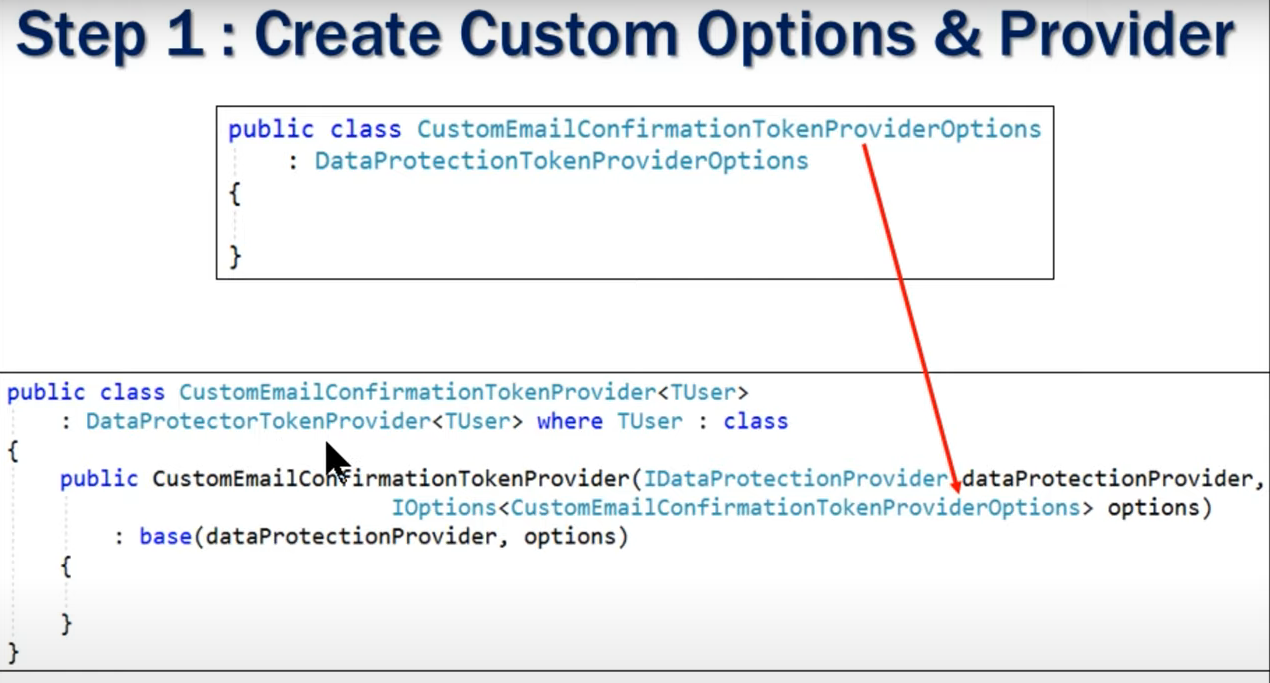 Step 1 : Create Custom Options & Provider
public class CustomEmailConfirmationTokenProviderOptions
    : DataProtectionTokenProviderOptions
{
}
public class CustomEmailConfirmationTokenProvider<TUser>
    : DataProtectorTokenProvider<TUser> where TUser : class
{
    public CustomEmailConfirmationTokenProvider(IDataProtectionProvider dataProtectionProvider,
                            IOptions<CustomEmailConfirmationTokenProviderOptions> options)
        : base(dataProtectionProvider, options)
    {
    }
}